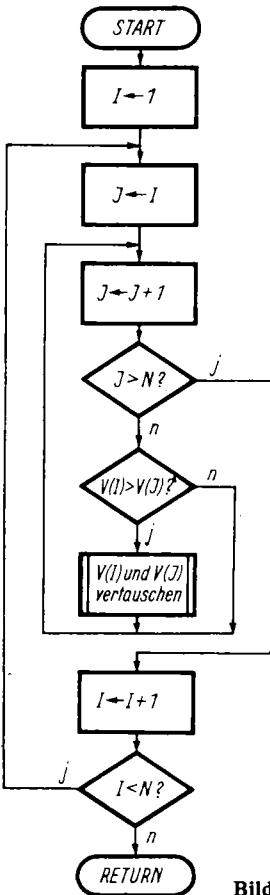 START
I←1
J←I
J←J+1
J>N?
j
n
V(I)>V(J)?
n
j
V(I) und V(J)
vertauschen
I←I+1
j
I<N?
n
RETURN
Bild